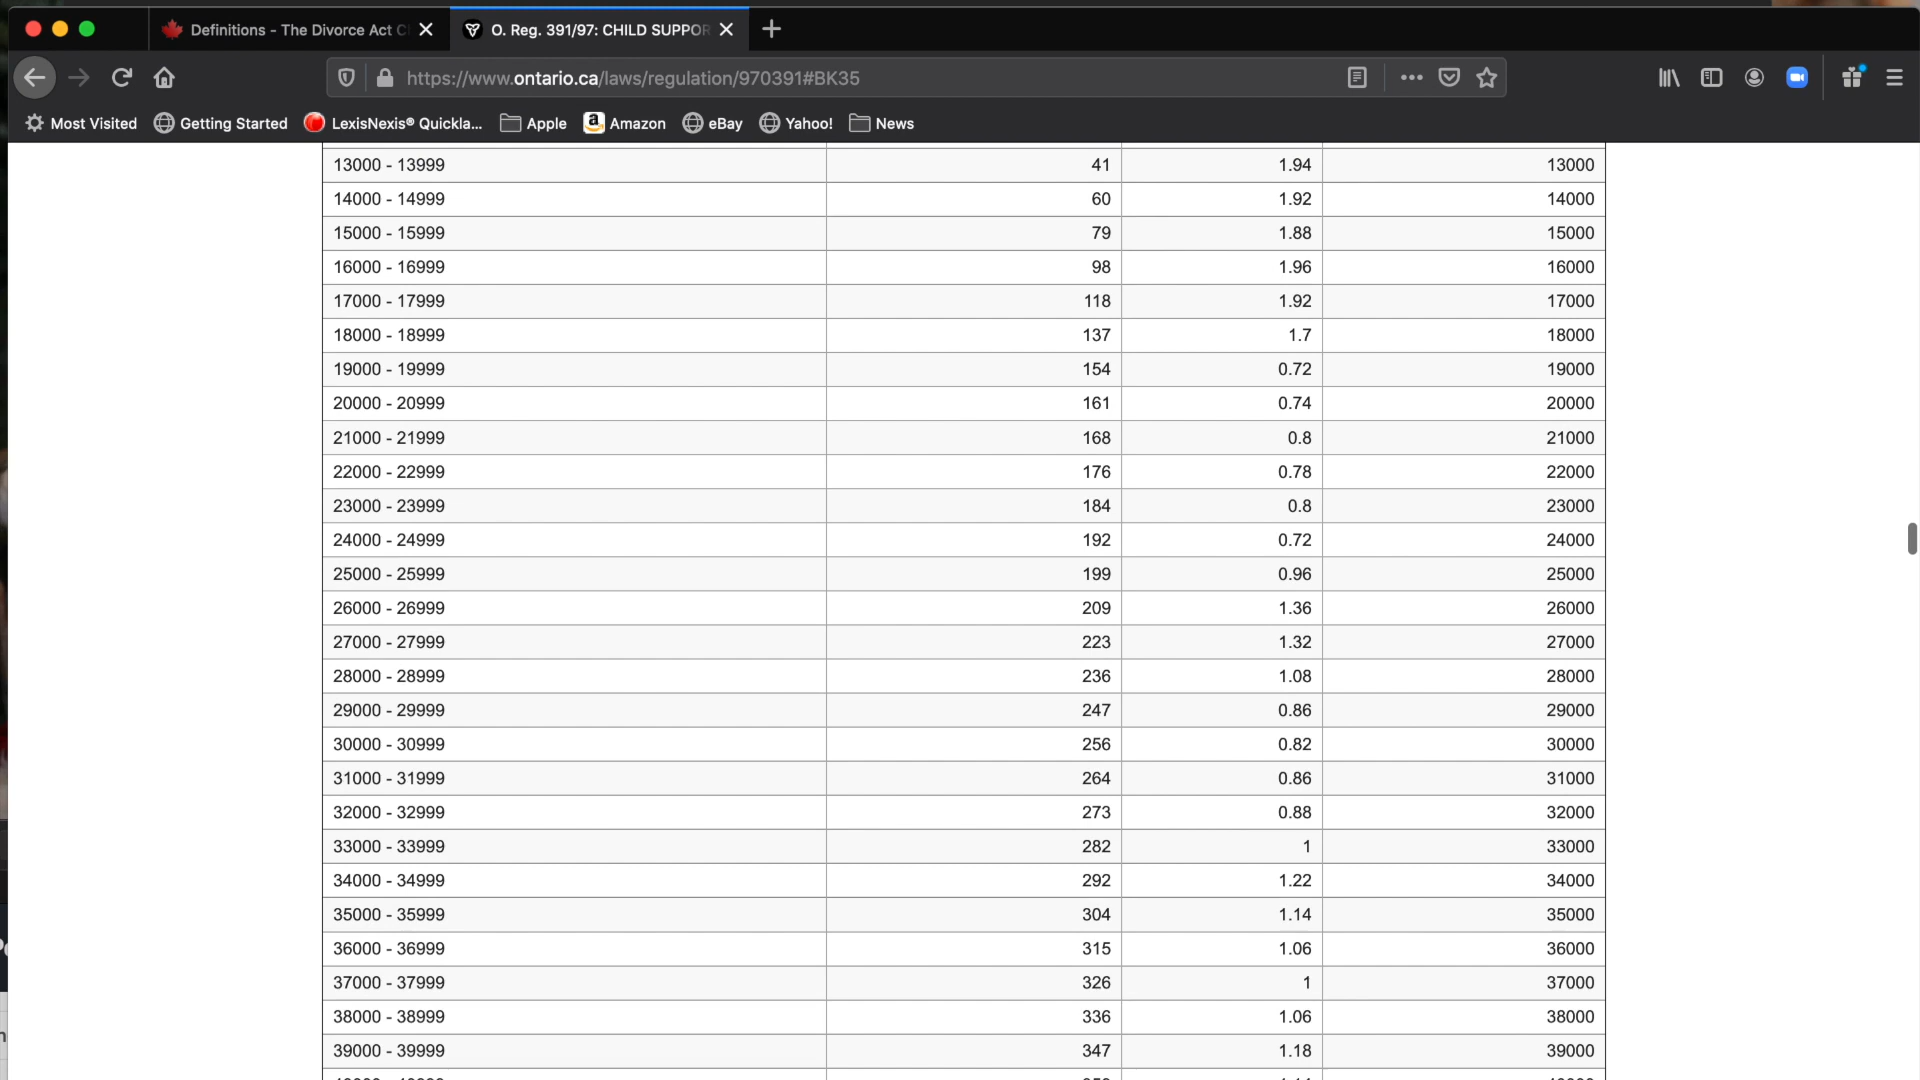 Definitions - The Divorce Act C
O. Reg. 391/97: CHILD SUPPOR
https://www.ontario.ca/laws/regulation/970391#BK35
Most Visited Getting Started LexisNexis® Quickla... Apple Amazon eBay Yahoo! News
13000 - 13999 41 1.94 13000
14000 - 14999 60 1.92 14000
15000 - 15999 79 1.88 15000
16000 - 16999 98 1.96 16000
17000 - 17999 118 1.92 17000
18000 - 18999 137 1.7 18000
19000 - 19999 154 0.72 19000
20000 - 20999 161 0.74 20000
21000 - 21999 168 0.8 21000
22000 - 22999 176 0.78 22000
23000 - 23999 184 0.8 23000
24000 - 24999 192 0.72 24000
25000 - 25999 199 0.96 25000
26000 - 26999 209 1.36 26000
27000 - 27999 223 1.32 27000
28000 - 28999 236 1.08 28000
29000 - 29999 247 0.86 29000
30000 - 30999 256 0.82 30000
31000 - 31999 264 0.86 31000
32000 - 32999 273 0.88 32000
33000 - 33999 282 1 33000
34000 - 34999 292 1.22 34000
35000 - 35999 304 1.14 35000
36000 - 36999 315 1.06 36000
37000 - 37999 326 1 37000
38000 - 38999 336 1.06 38000
39000 - 39999 347 1.18 39000